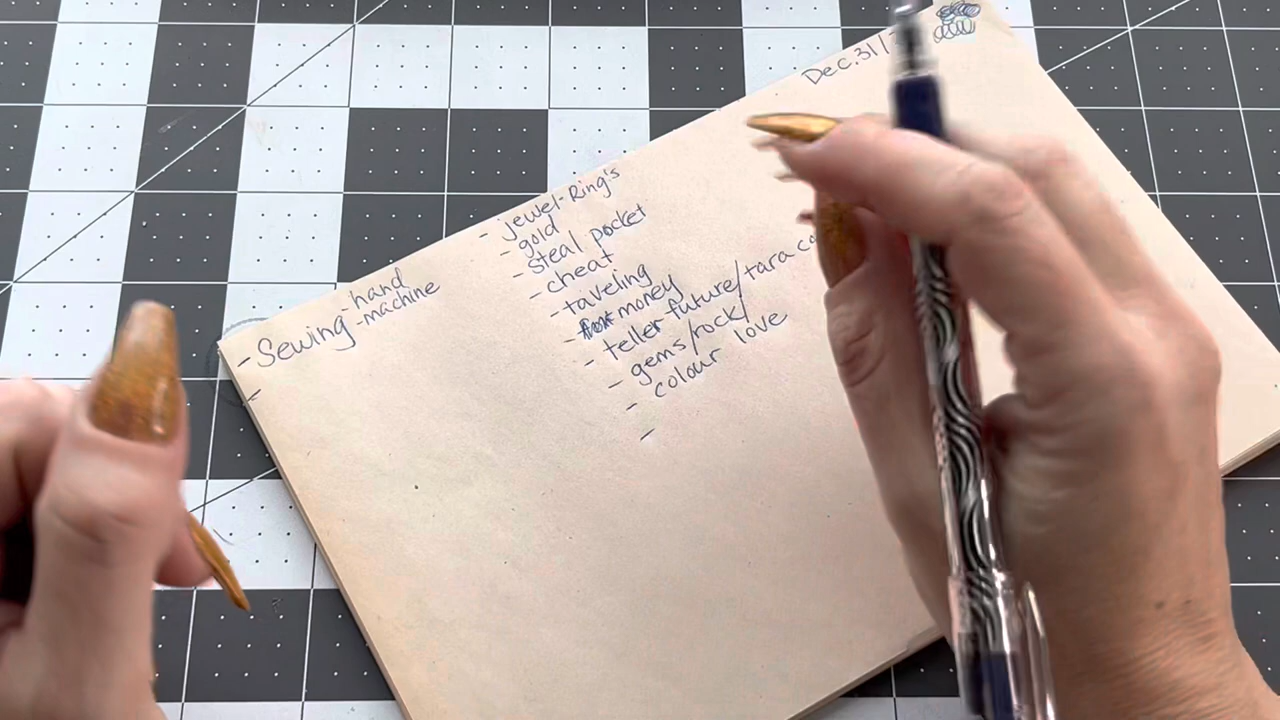 Dec.31/
- Sewing - hand
- machine
-
- jewel-Ring's
- gold
- steal pocket
- cheat
- taveling
- money
- teller future/tara
- gems/rock/
- colour love
-